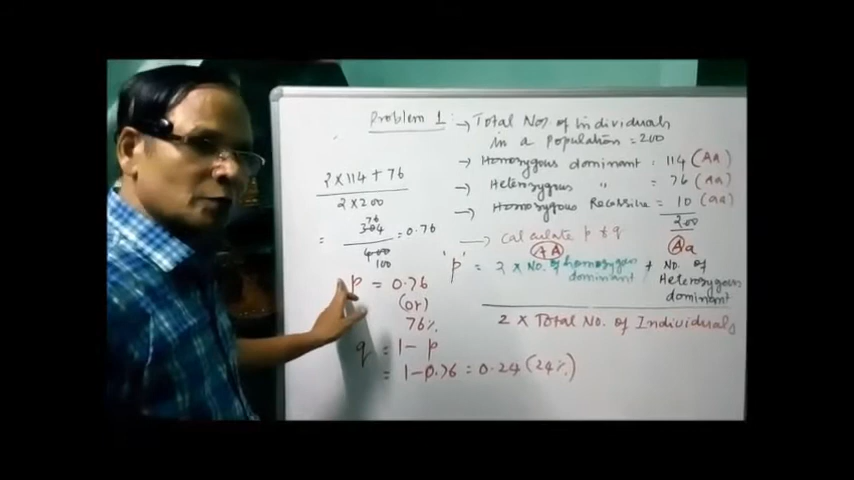 Problem 1:
→ Total Nos. of individuals
in a population = 200
→ Homozygous dominant : 114 (AA)
→ Heterozygous " = 76 (Aa)
→ Homozygous Recessive = 10 (aa)
200
→ Calculate p & q
'p' = 2 × No. of homozygous dominant (AA) + No. of Heterozygous dominant (Aa)
2 × Total No. of Individuals
2×114 + 76
2×200
= 304 76
400 100
= 0.76
p = 0.76
(or)
76%
q = 1 - p
= 1 - 0.76 = 0.24 (24%)